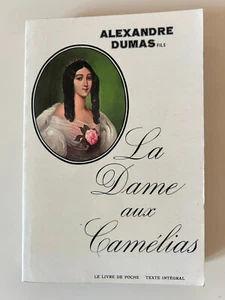 ALEXANDRE
DUMAS FILS
La
Dame
aux
Camélias
LE LIVRE DE POCHE TEXTE INTÉGRAL